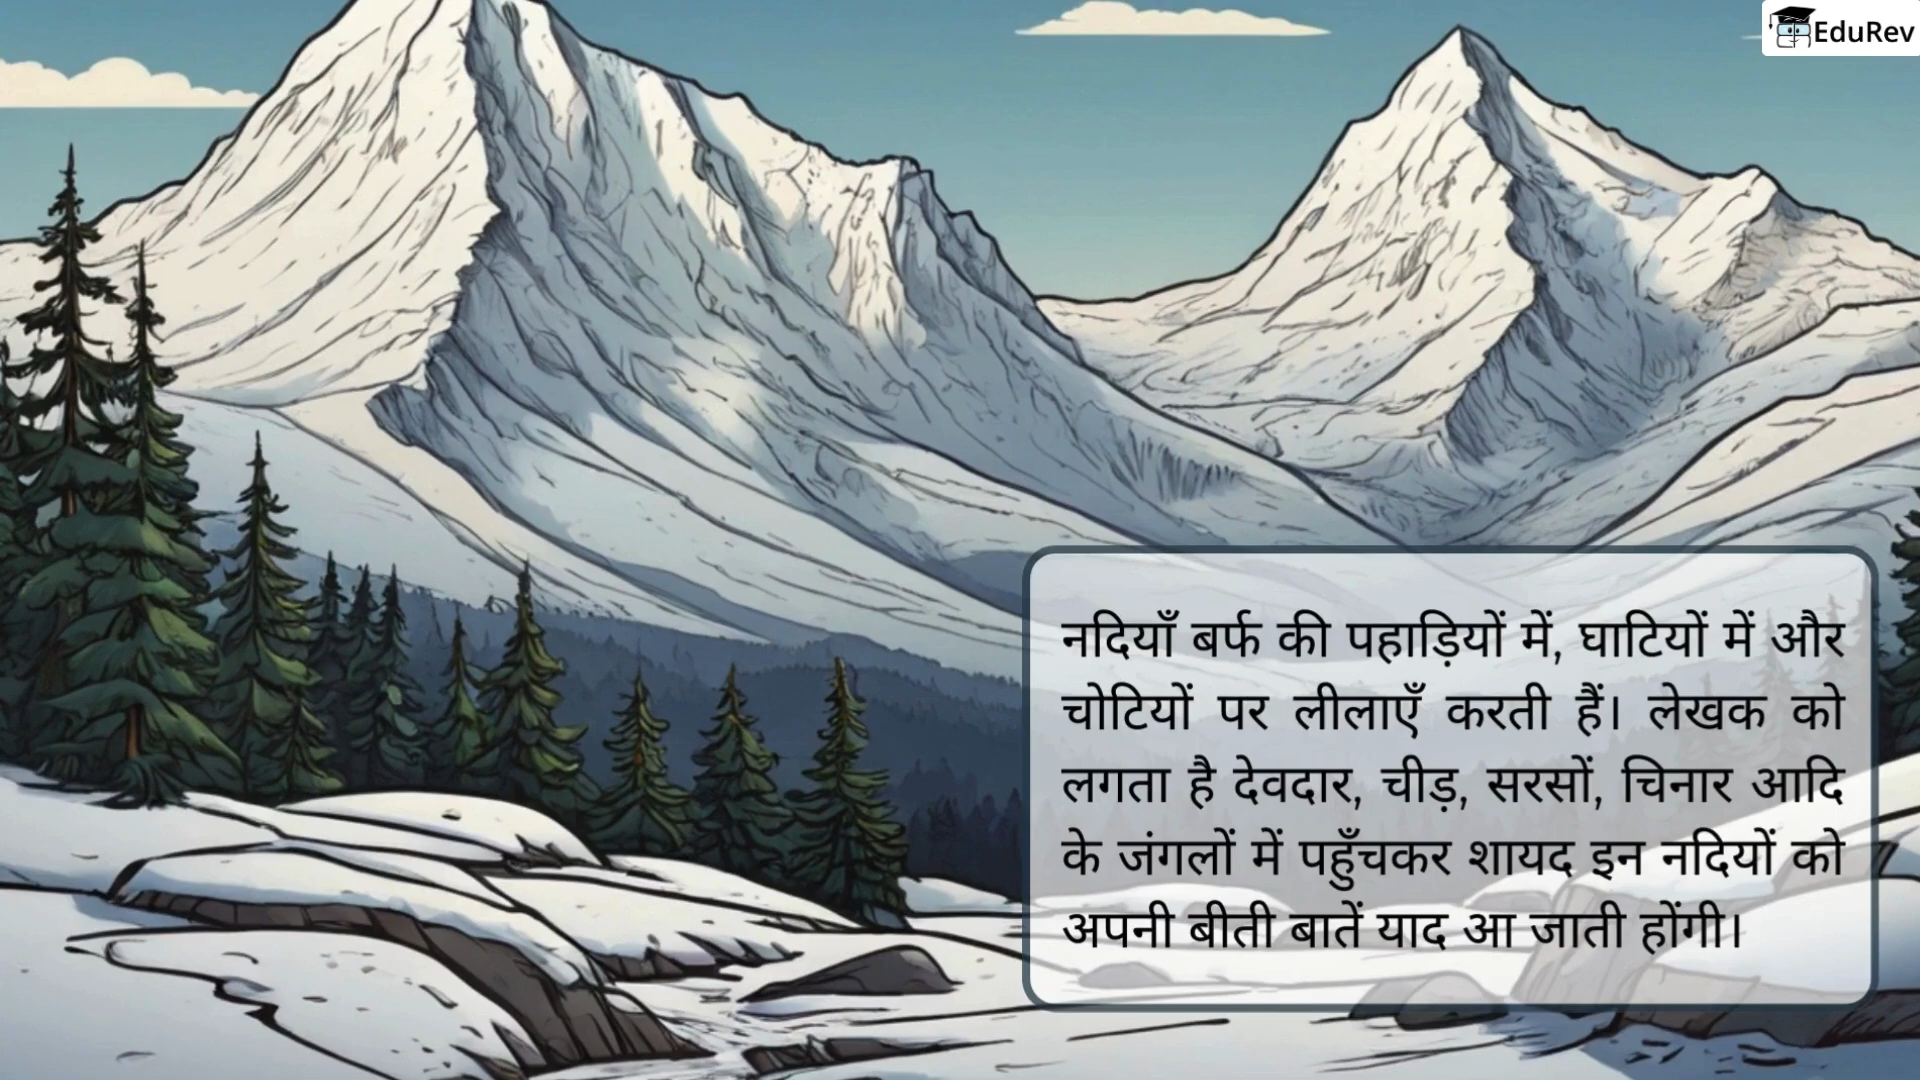 EduRev
नदियाँ बर्फ की पहाड़ियों में, घाटियों में और
चोटियों पर लीलाएँ करती हैं। लेखक को
लगता है देवदार, चीड़, सरसों, चिनार आदि
के जंगलों में पहुँचकर शायद इन नदियों को
अपनी बीती बातें याद आ जाती होंगी।